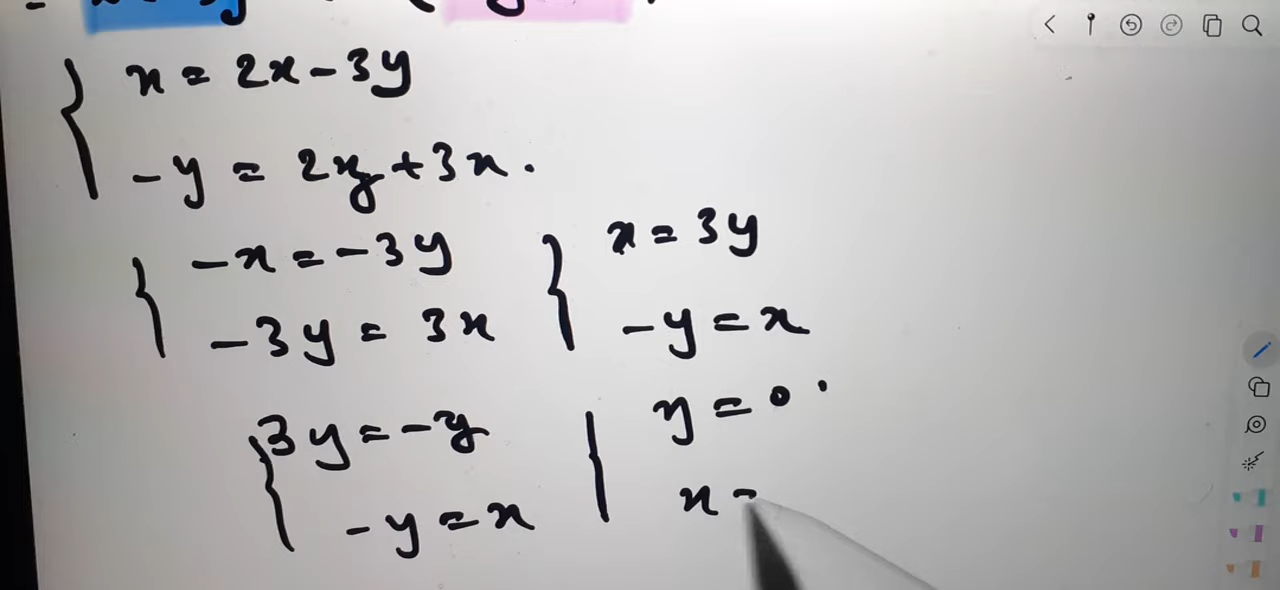 x = 2x - 3y
-y = 2y + 3x.
-x = -3y
-3y = 3x
x = 3y
-y = x
3y = -y
-y = x
y = 0.
x =